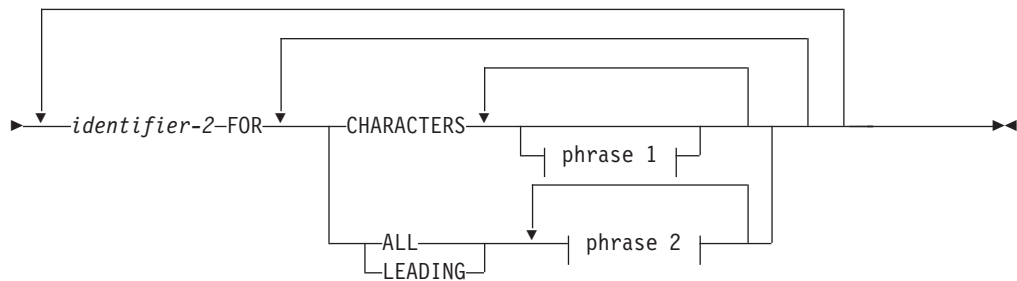 identifier-2 FOR CHARACTERS
phrase 1
ALL phrase 2
LEADING